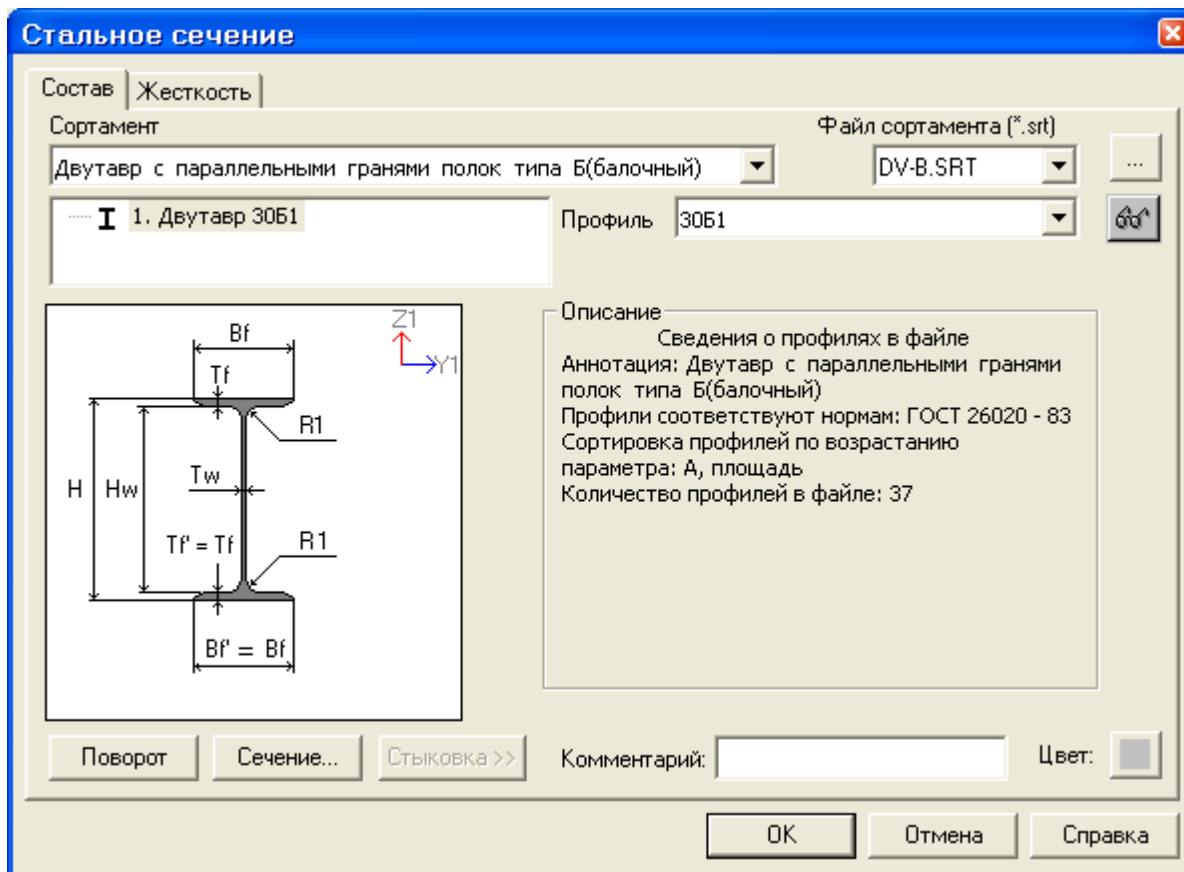 Стальное сечение
Состав
Жесткость
Сортамент
Файл сортамента (*.srt)
Двутавр с параллельными гранями полок типа Б(балочный)
DV-B.SRT
...
1. Двутавр 30Б1
Профиль
30Б1
Bf
Z1
Y1
Tf
R1
H
Hw
Tw
Tf' = Tf
R1
Bf' = Bf
Описание
Сведения о профилях в файле
Аннотация: Двутавр с параллельными гранями
полок типа Б(балочный)
Профили соответствуют нормам: ГОСТ 26020 - 83
Сортировка профилей по возрастанию
параметра: А, площадь
Количество профилей в файле: 37
Поворот
Сечение...
Стыковка >>
Комментарий:
Цвет:
OK
Отмена
Справка